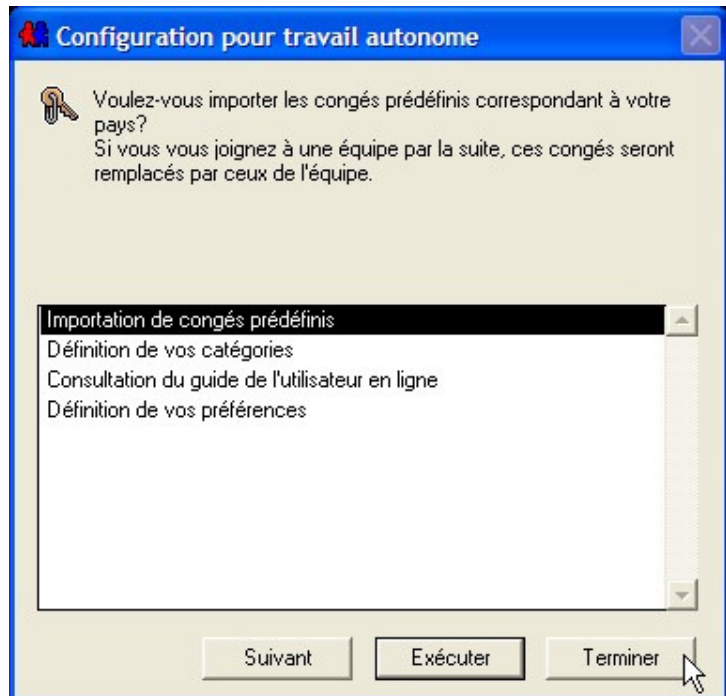 Configuration pour travail autonome
Voulez-vous importer les congés prédéfinis correspondant à votre
pays?
Si vous vous joignez à une équipe par la suite, ces congés seront
remplacés par ceux de l'équipe.
Importation de congés prédéfinis
Définition de vos catégories
Consultation du guide de l'utilisateur en ligne
Définition de vos préférences
Suivant
Exécuter
Terminer